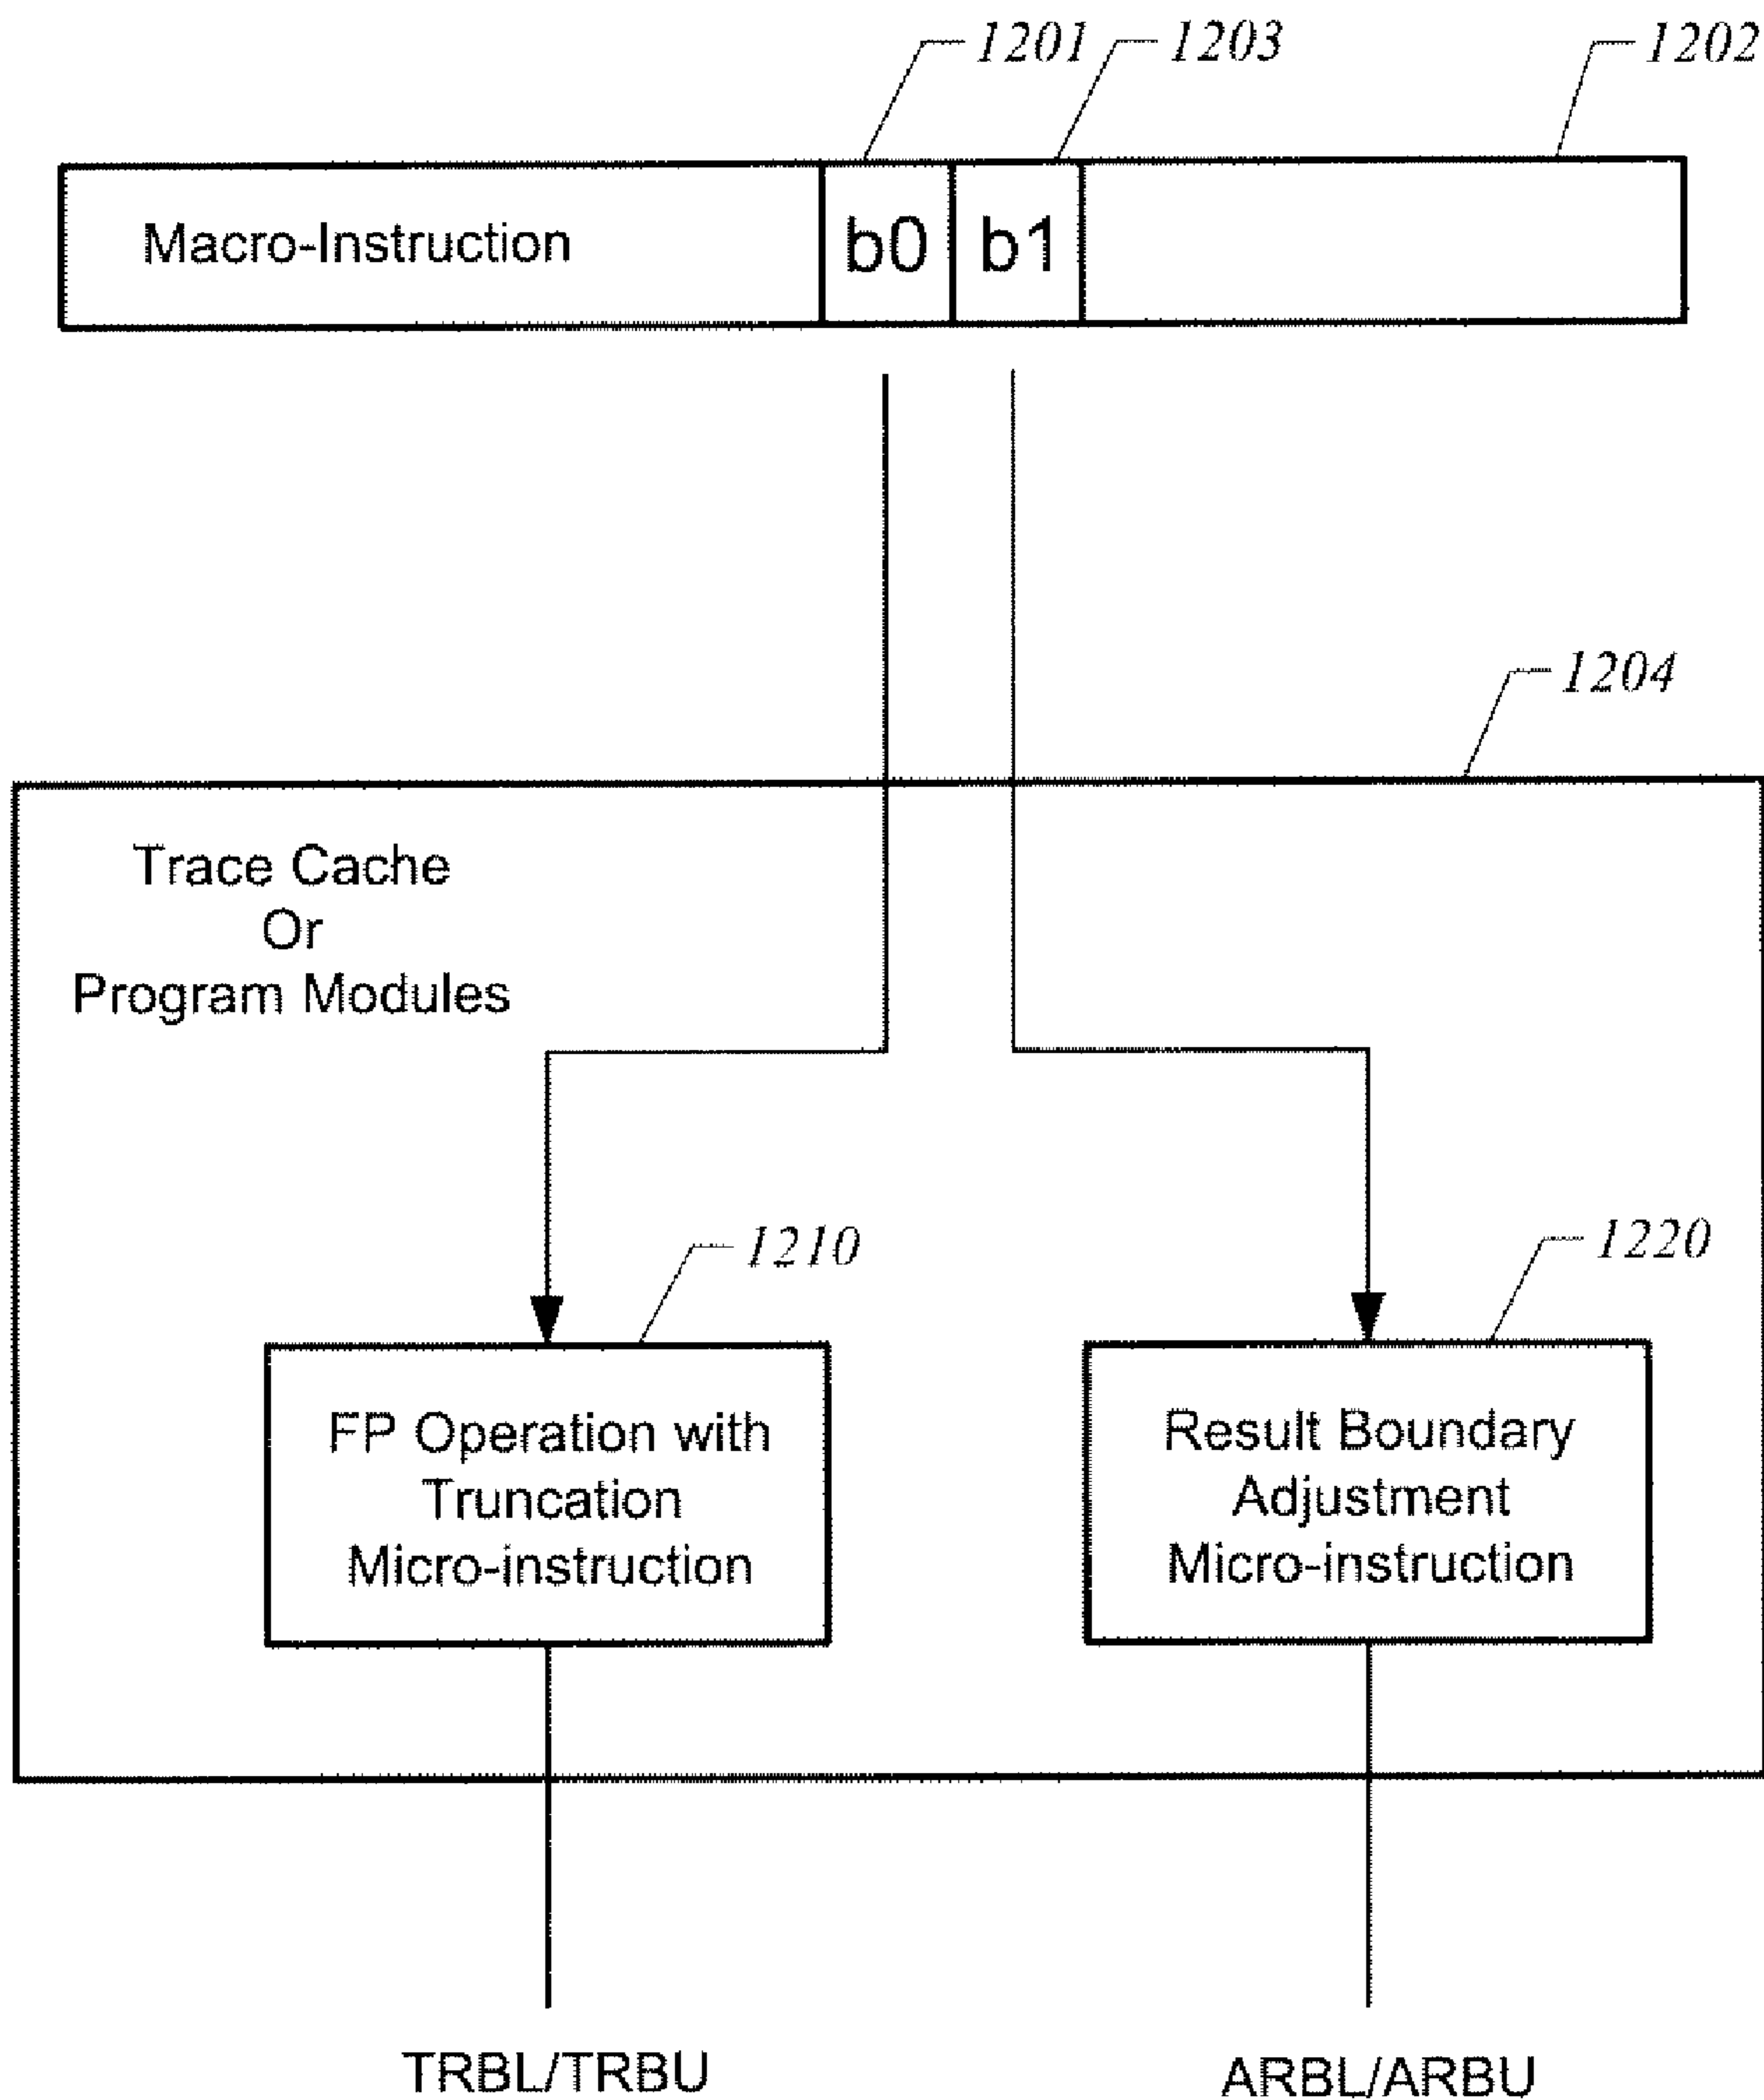 1201
1203
1202
Macro-Instruction
b0
b1
1204
Trace Cache
Or
Program Modules
1210
1220
FP Operation with
Truncation
Micro-instruction
Result Boundary
Adjustment
Micro-instruction
TRBL/TRBU
ARBL/ARBU